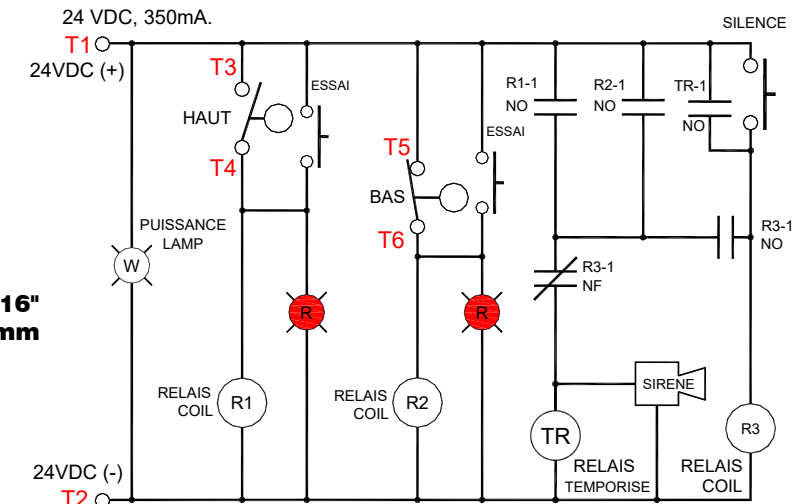 24 VDC, 350mA.
T1
24VDC (+)
SILENCE
T3
HAUT
T4
ESSAI
T5
BAS
T6
ESSAI
R1-1
NO
R2-1
NO
TR-1
NO
PUISSANCE
LAMP
W
R3-1
NO
R3-1
NF
16"
mm
R
R
RELAIS
COIL
R1
RELAIS
COIL
R2
SIRENE
TR
RELAIS
TEMPORISE
R3
RELAIS
COIL
24VDC (-)
T2